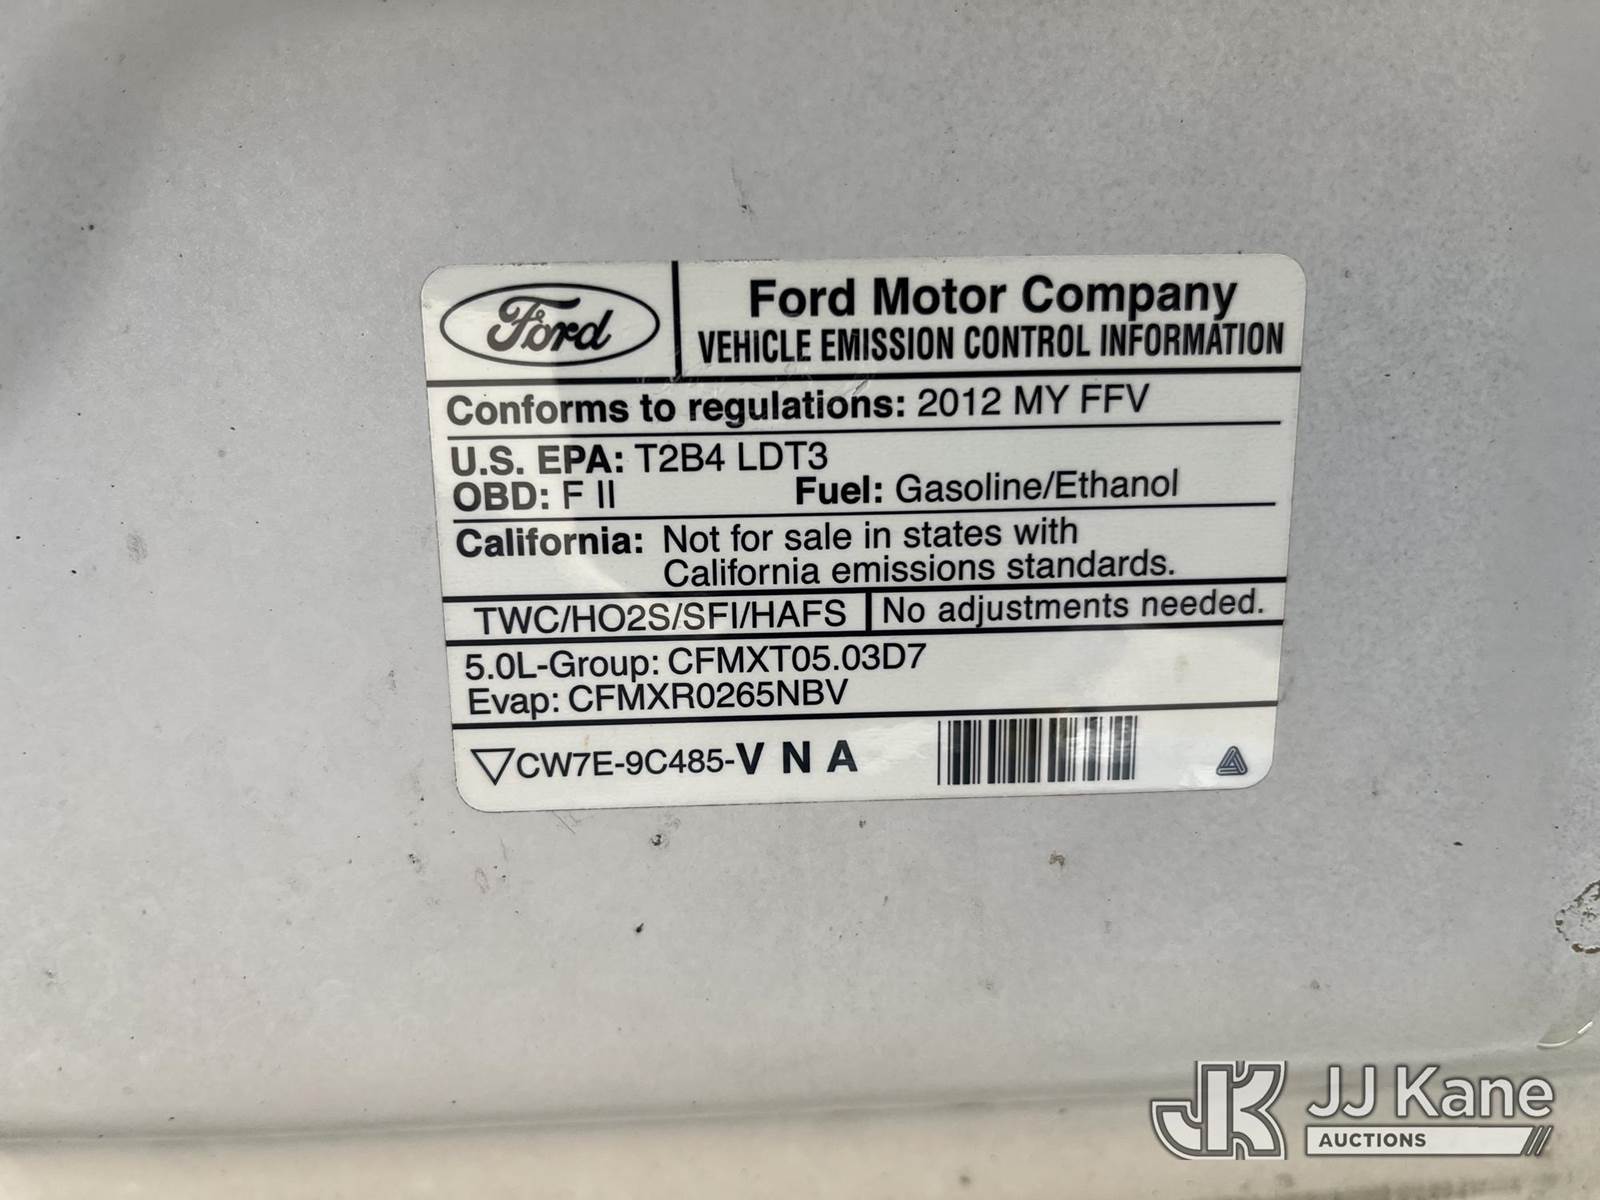 Ford
Ford Motor Company
VEHICLE EMISSION CONTROL INFORMATION
Conforms to regulations: 2012 MY FFV
U.S. EPA: T2B4 LDT3
OBD: F II Fuel: Gasoline/Ethanol
California: Not for sale in states with
California emissions standards.
TWC/HO2S/SFI/HAFS No adjustments needed.
5.0L-Group: CFMXT05.03D7
Evap: CFMXR0265NBV
CW7E-9C485-V N A
JK JJ Kane
AUCTIONS